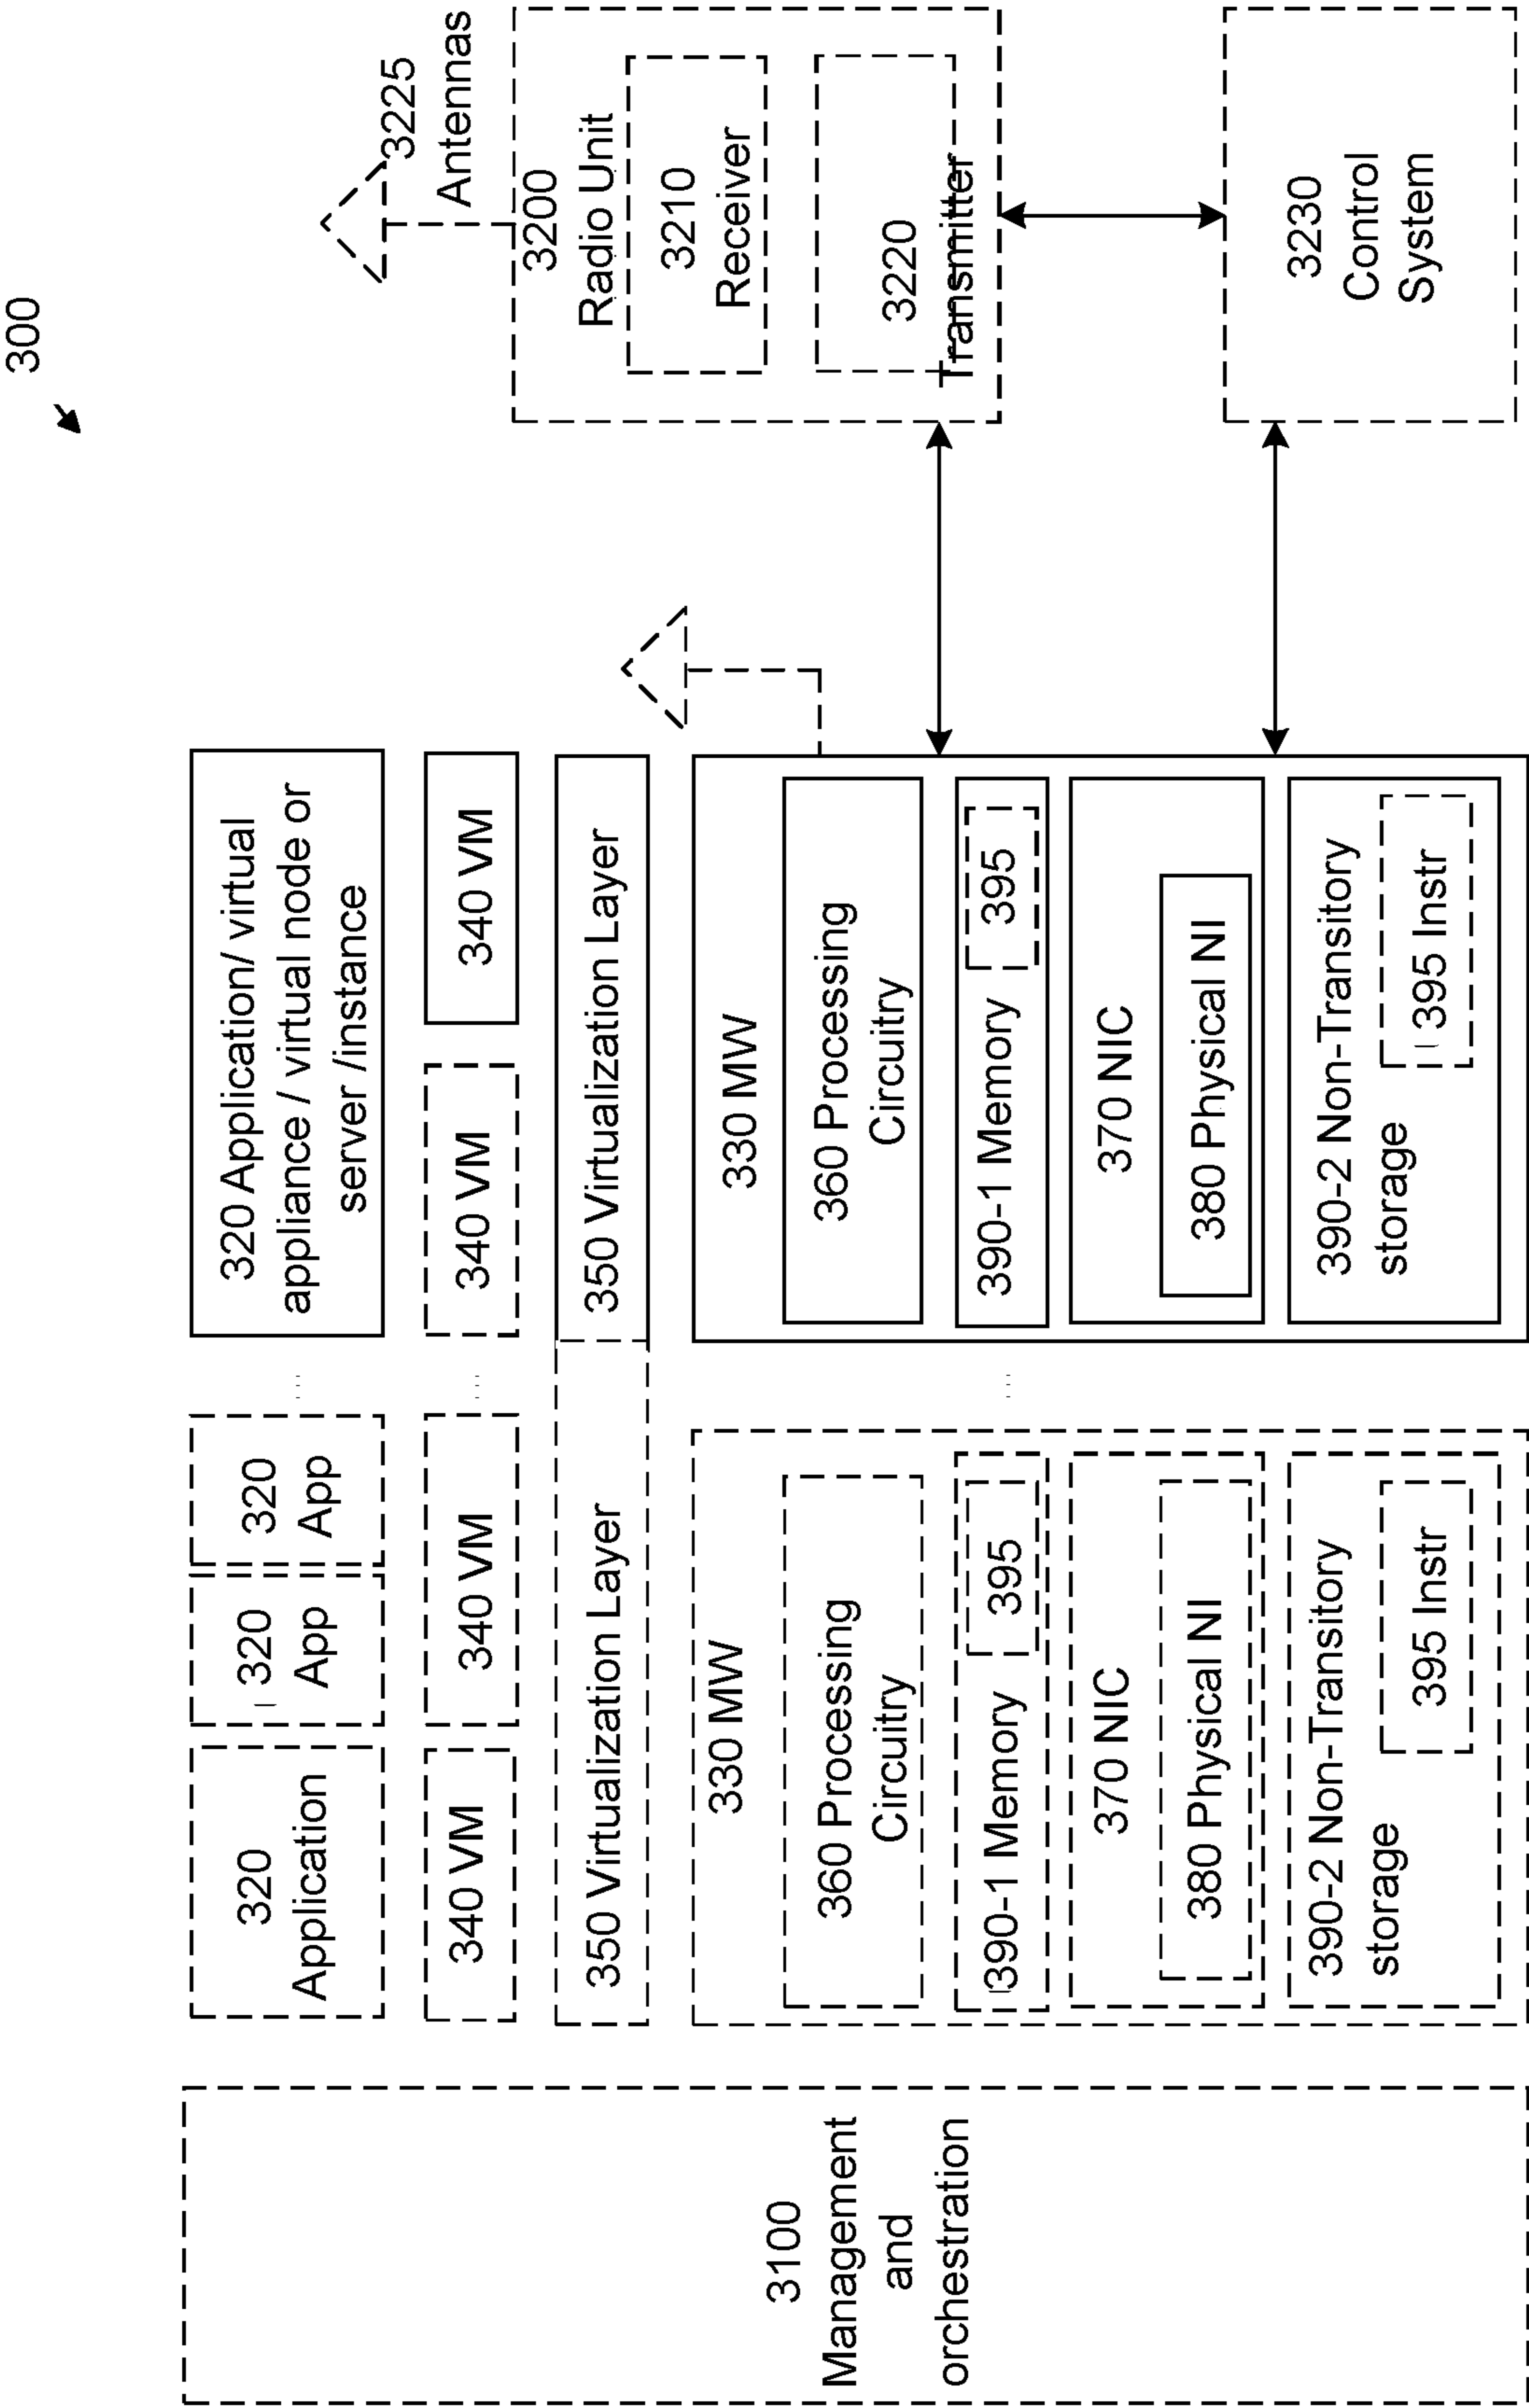 300
3100
Management
and
orchestration
320
Application
320
App
320
App
...
320 Application/ virtual
appliance / virtual node or
server /instance
340 VM
340 VM
...
340 VM
340 VM
350 Virtualization Layer
350 Virtualization Layer
330 MW
360 Processing
Circuitry
390-1 Memory
395
370 NIC
380 Physical NI
390-2 Non-Transitory
storage
395 Instr
...
330 MW
360 Processing
Circuitry
390-1 Memory
395
370 NIC
380 Physical NI
390-2 Non-Transitory
storage
395 Instr
3225
Antennas
3200
Radio Unit
3210
Receiver
3220
Transmitter
3230
Control
System